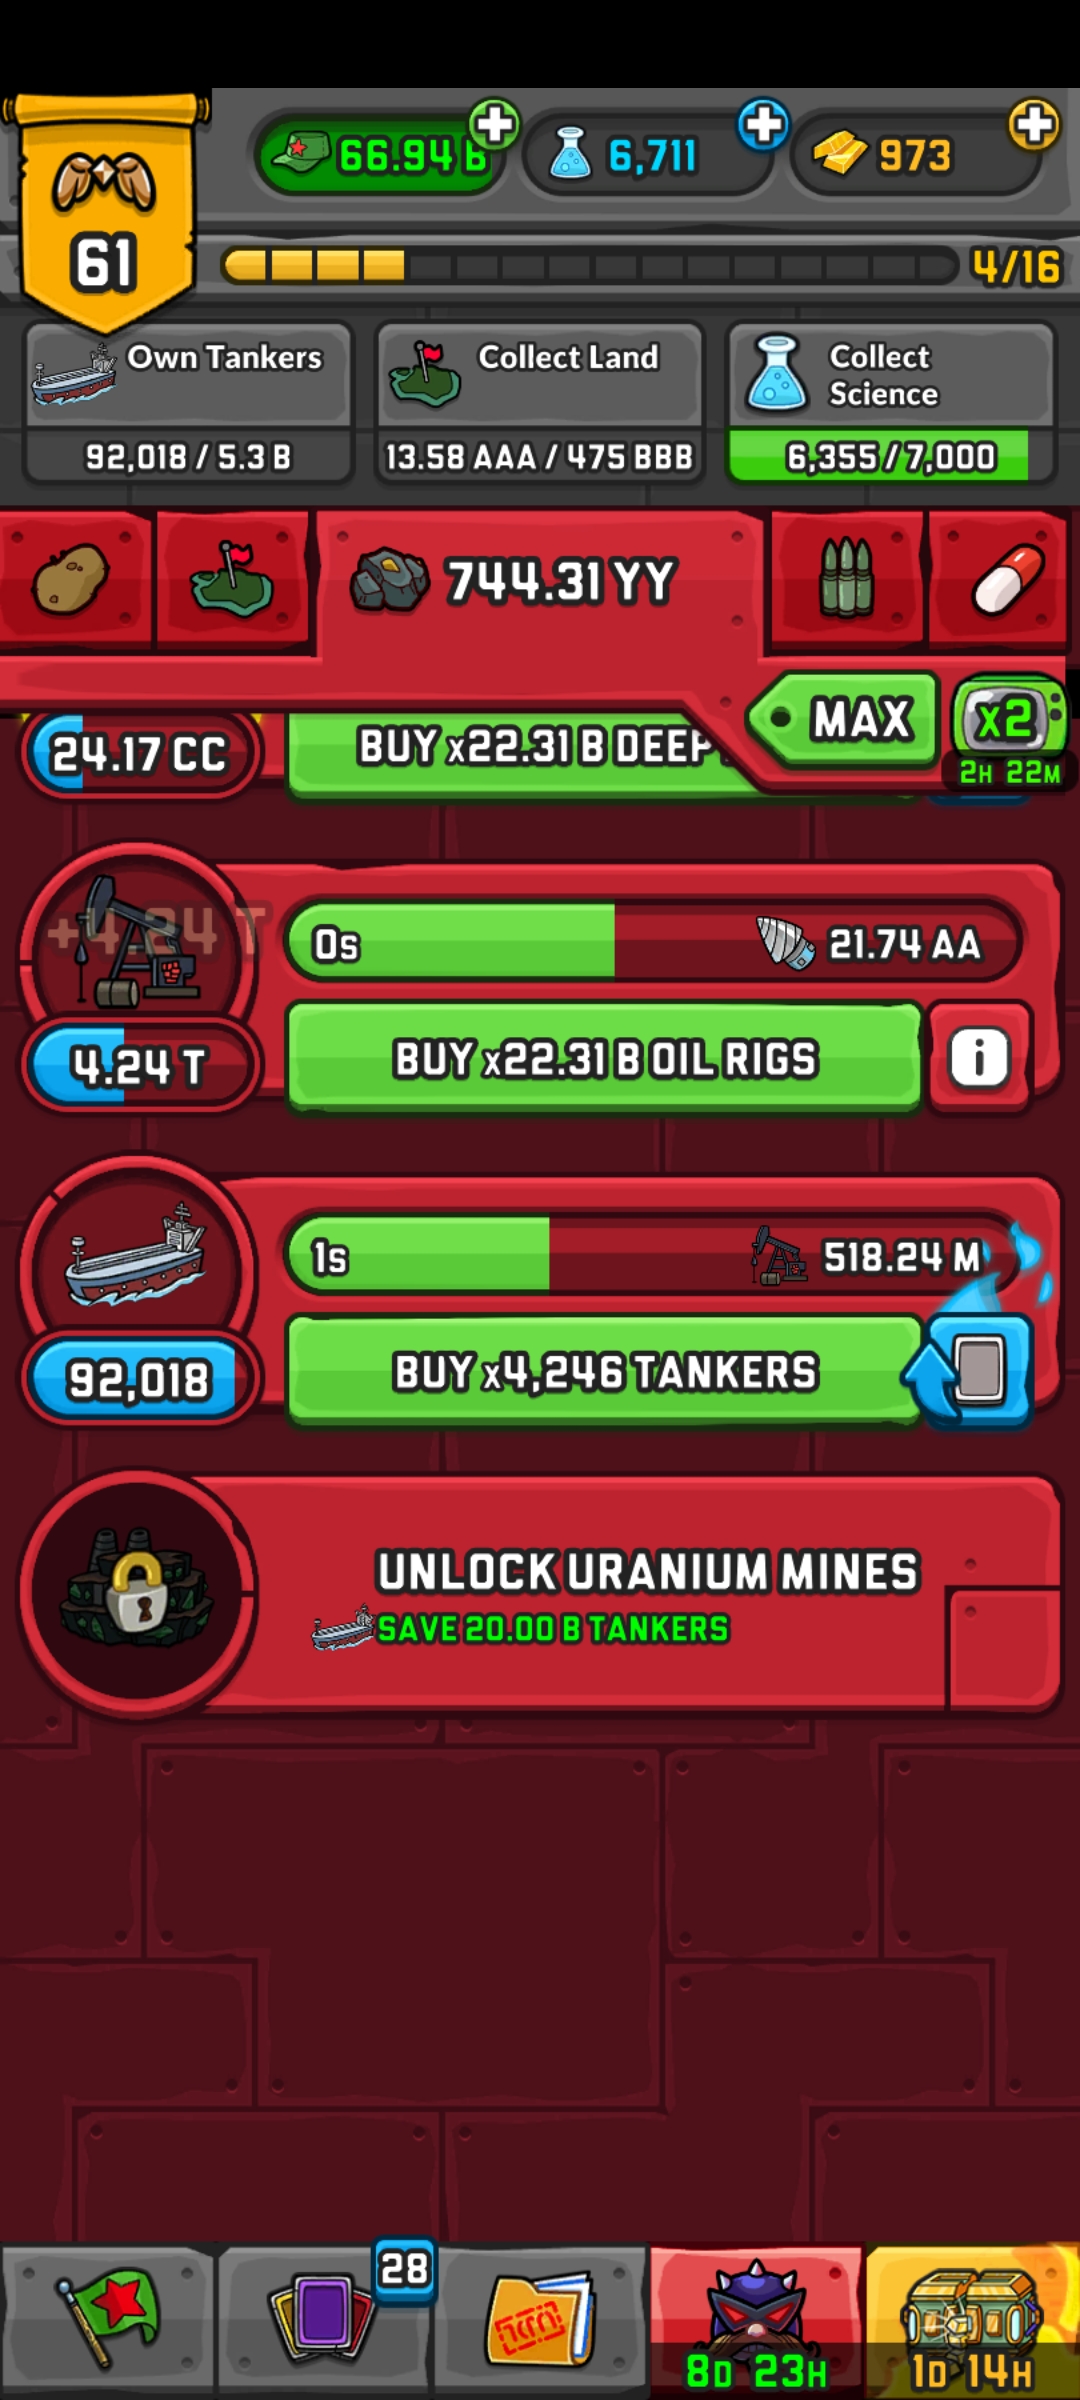 66.94 B
6,711
973
61
4/16
Own Tankers
92,018 / 5.3 B
Collect Land
13.58 AAA / 475 BBB
Collect
Science
6,355 / 7,000
744.31 YY
MAX
x2
2H 22M
24.17 CC
BUY x22.31 B DEEP
+4.24 T
0s
21.74 AA
4.24 T
BUY x22.31 B OIL RIGS
i
1s
518.24 M
92,018
BUY x4,246 TANKERS
UNLOCK URANIUM MINES
SAVE 20.00 B TANKERS
28
8D 23H
1D 14H